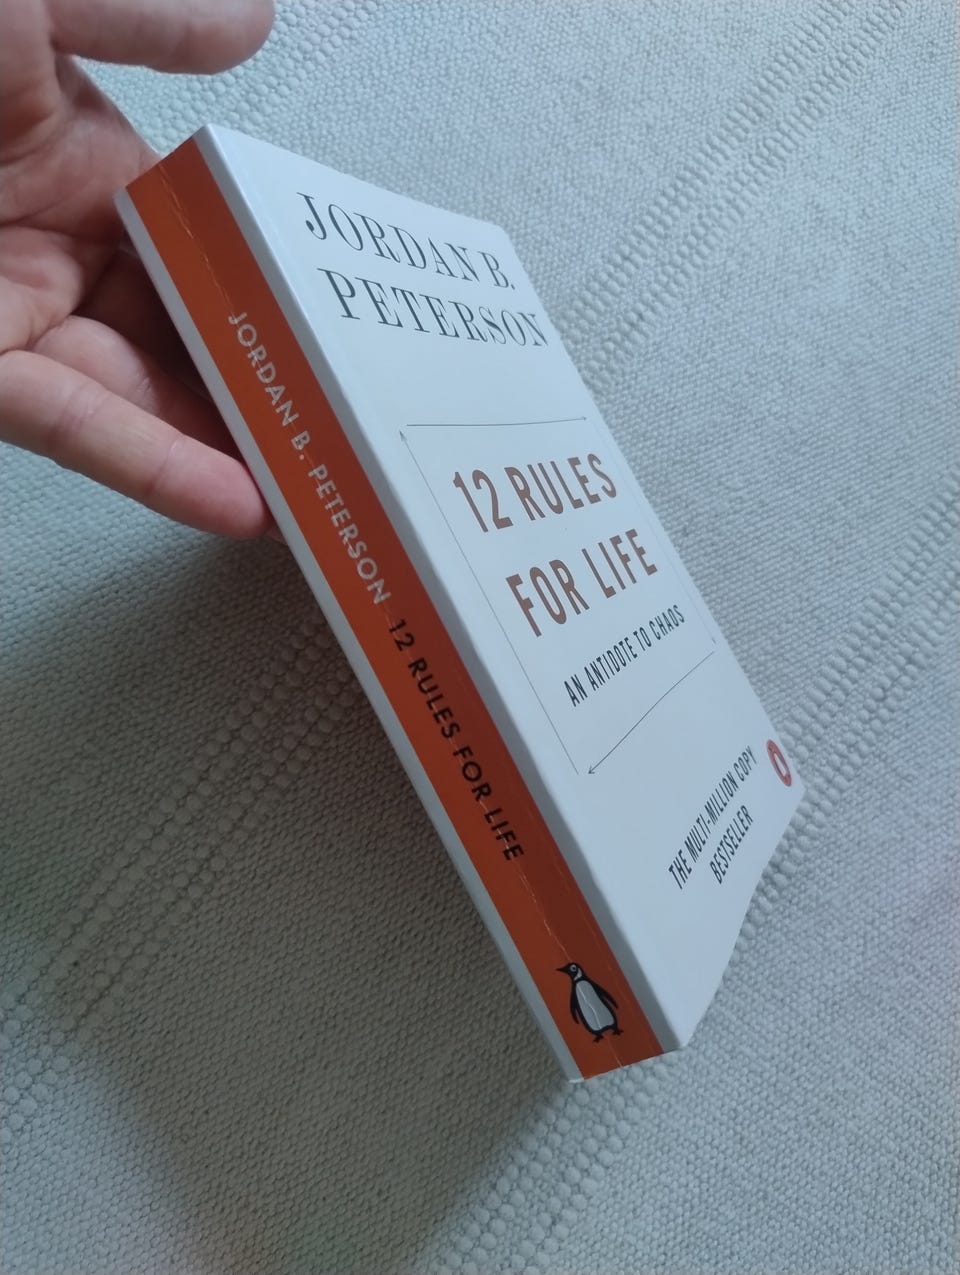 JORDAN B.
PETERSON
12 RULES
FOR LIFE
AN ANTIDOTE TO CHAOS
THE MULTI-MILLION COPY
BESTSELLER
JORDAN B. PETERSON 12 RULES FOR LIFE